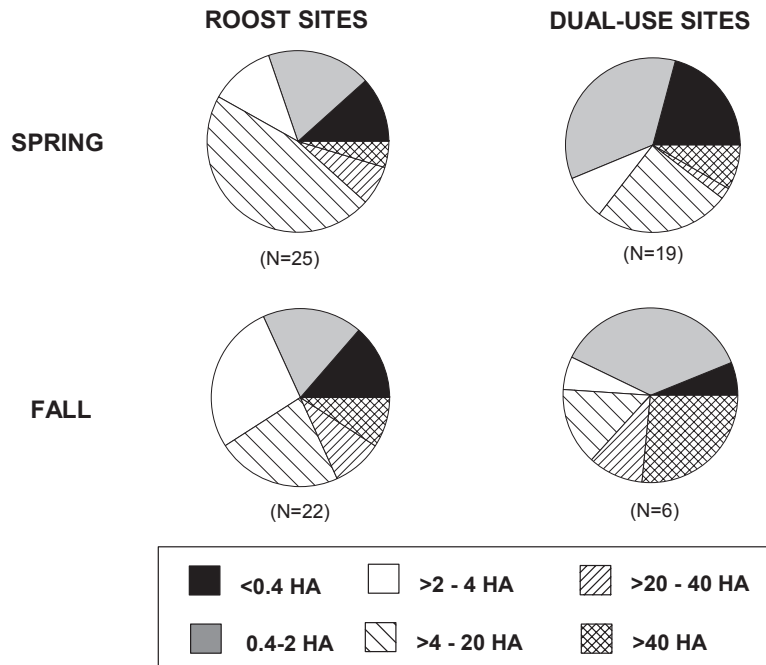 ROOST SITES DUAL-USE SITES
SPRING
(N=25) (N=19)
FALL
(N=22) (N=6)
<0.4 HA >2 - 4 HA >20 - 40 HA
0.4-2 HA >4 - 20 HA >40 HA